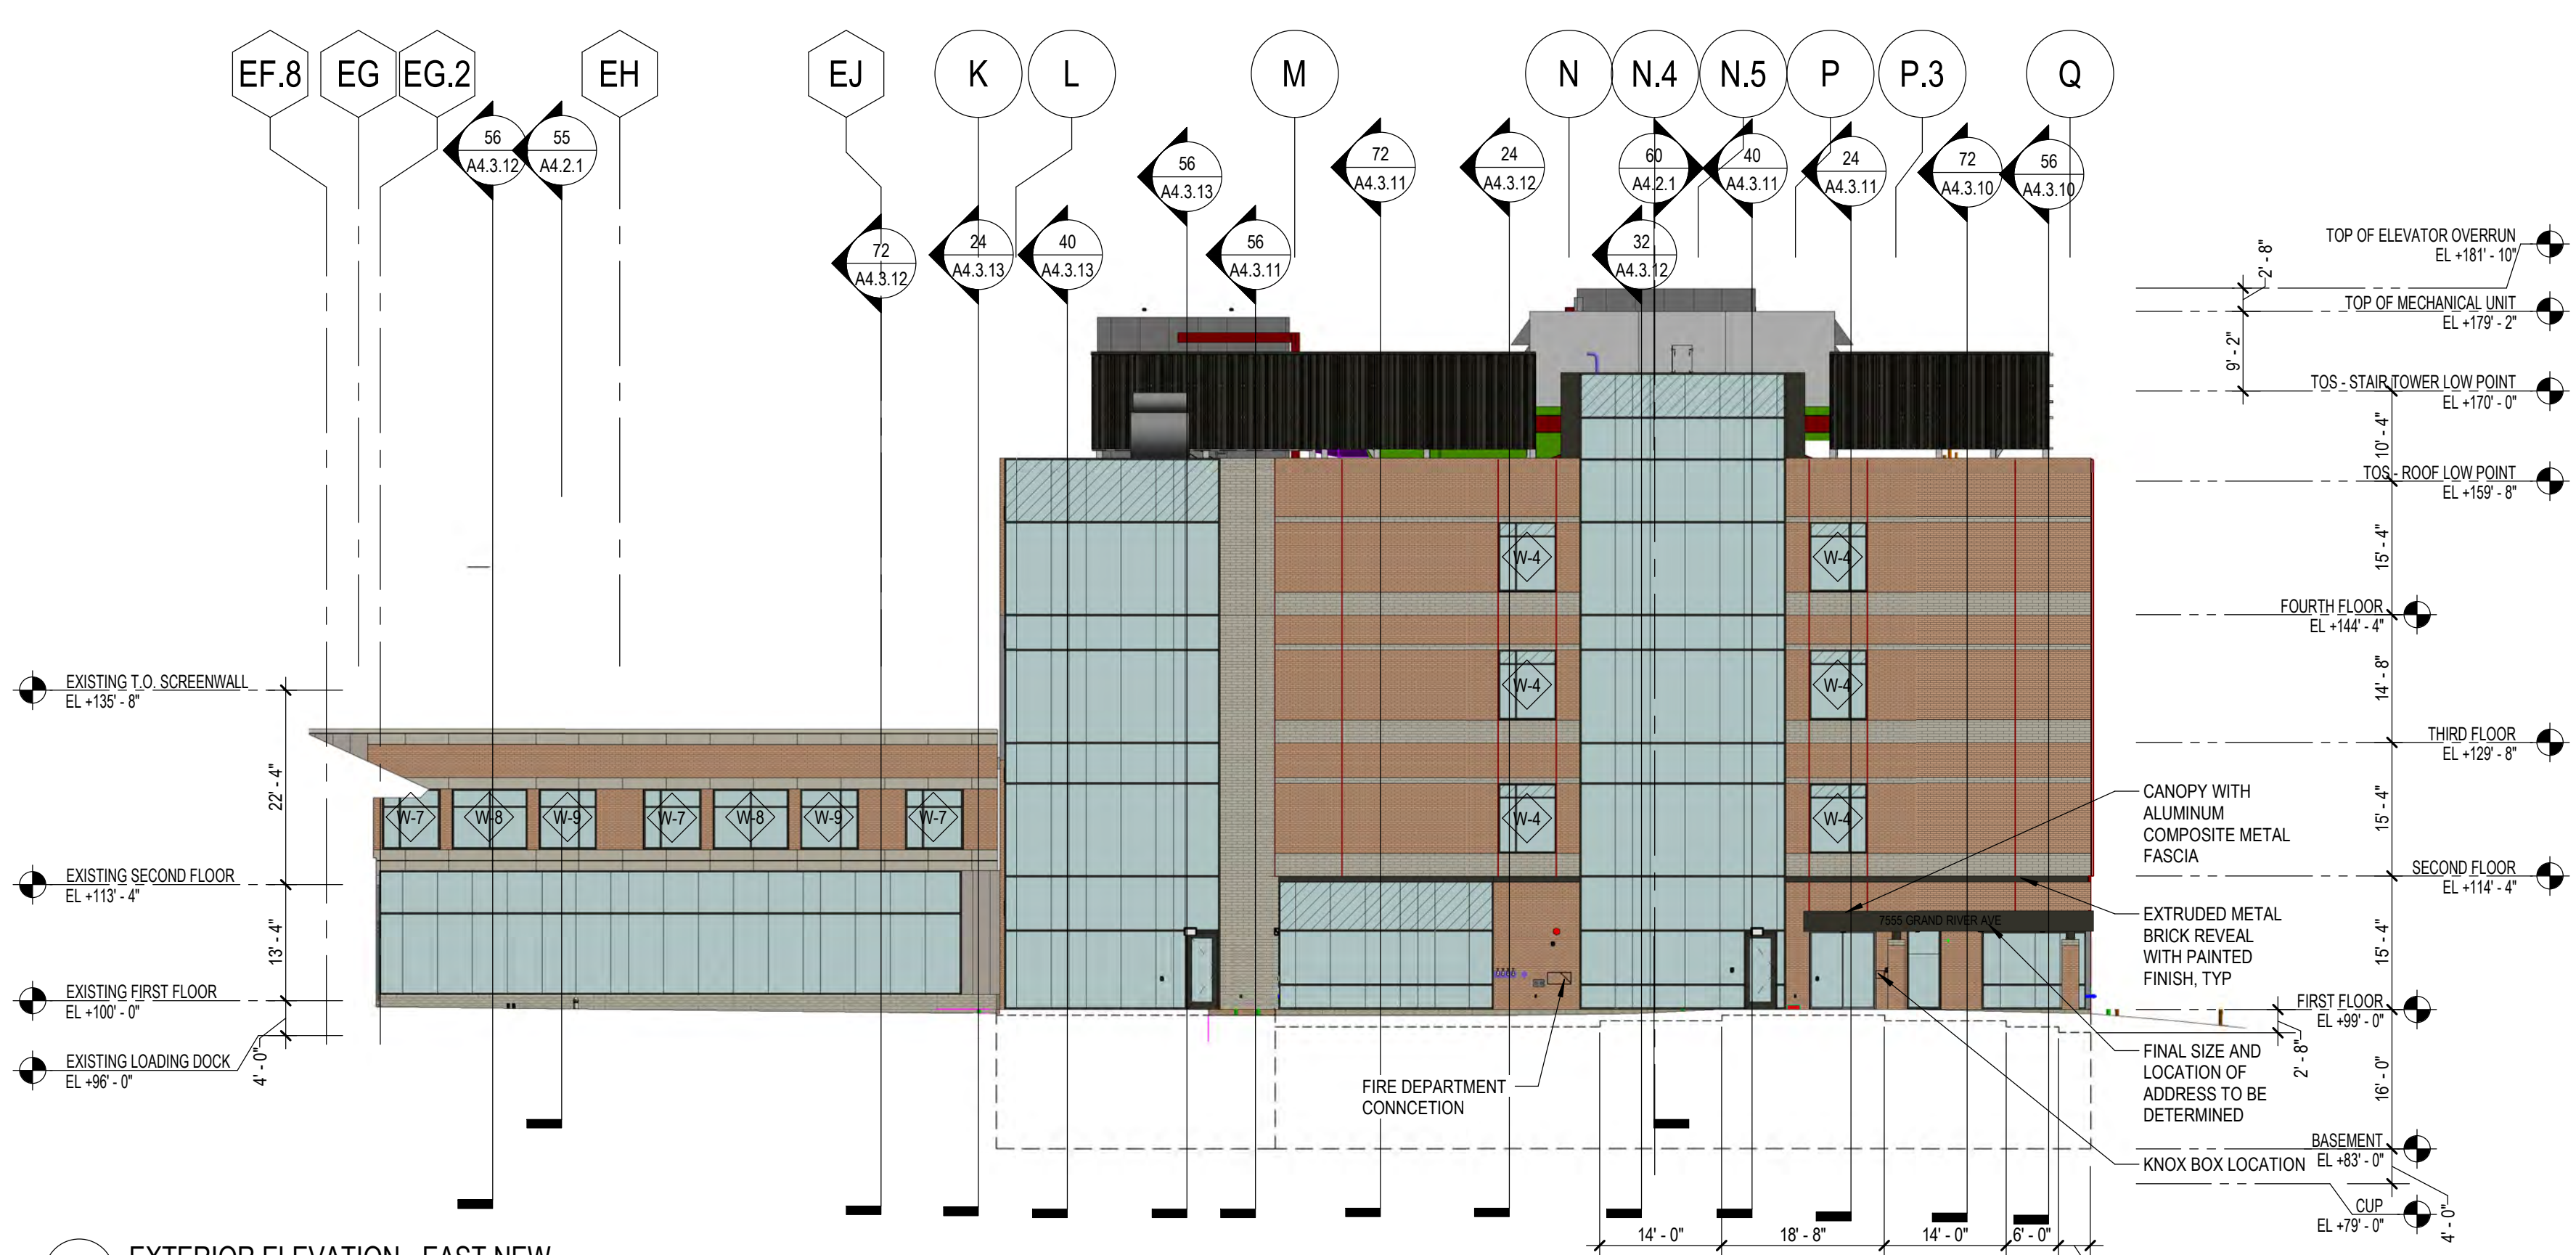 EF.8
EG
EG.2
EH
EJ
K
L
M
N
N.4
N.5
P
P.3
Q
56
A4.3.12
55
A4.2.1
72
A4.3.12
24
A4.3.13
40
A4.3.13
56
A4.3.13
56
A4.3.11
72
A4.3.11
24
A4.3.12
60
A4.2.1
32
A4.3.12
40
A4.3.11
24
A4.3.11
72
A4.3.10
56
A4.3.10
TOP OF ELEVATOR OVERRUN
EL +181' - 10"
2' - 8"
TOP OF MECHANICAL UNIT
EL +179' - 2"
9' - 2"
TOS - STAIR TOWER LOW POINT
EL +170' - 0"
10' - 4"
TOS - ROOF LOW POINT
EL +159' - 8"
15' - 4"
FOURTH FLOOR
EL +144' - 4"
14' - 8"
THIRD FLOOR
EL +129' - 8"
15' - 4"
SECOND FLOOR
EL +114' - 4"
15' - 4"
FIRST FLOOR
EL +99' - 0"
2' - 8"
16' - 0"
BASEMENT
EL +83' - 0"
CUP
EL +79' - 0"
4' - 0"
EXISTING T.O. SCREENWALL
EL +135' - 8"
22' - 4"
EXISTING SECOND FLOOR
EL +113' - 4"
13' - 4"
EXISTING FIRST FLOOR
EL +100' - 0"
EXISTING LOADING DOCK
EL +96' - 0"
4' - 0"
W-4
W-4
W-4
W-4
W-4
W-4
W-7
W-8
W-9
W-7
W-8
W-9
W-7
7555 GRAND RIVER AVE
CANOPY WITH
ALUMINUM
COMPOSITE METAL
FASCIA
EXTRUDED METAL
BRICK REVEAL
WITH PAINTED
FINISH, TYP
FINAL SIZE AND
LOCATION OF
ADDRESS TO BE
DETERMINED
KNOX BOX LOCATION
FIRE DEPARTMENT
CONNCETION
14' - 0"
18' - 8"
14' - 0"
6' - 0"
EXTERIOR ELEVATION - EAST NEW